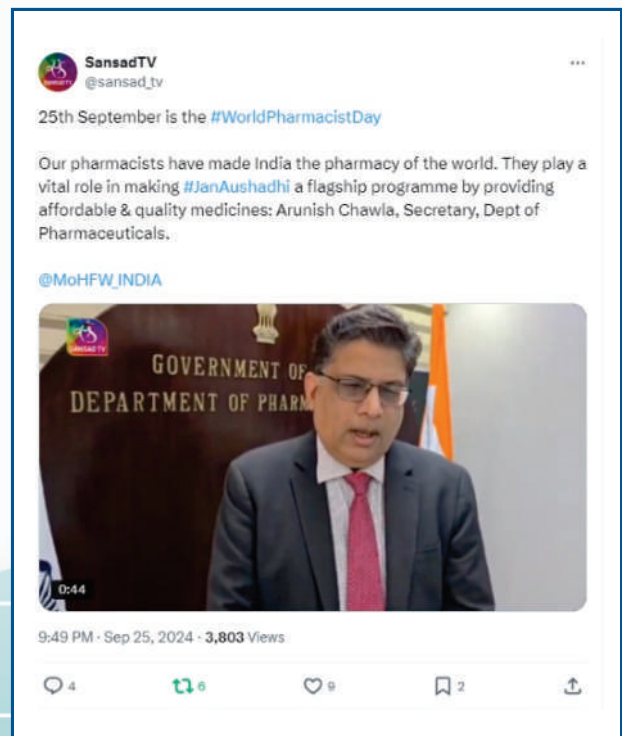 SansadTV
@sansad_tv
25th September is the #WorldPharmacistDay
Our pharmacists have made India the pharmacy of the world. They play a
vital role in making #JanAushadhi a flagship programme by providing
affordable & quality medicines: Arunish Chawla, Secretary, Dept of
Pharmaceuticals.
@MoHFW_INDIA
SANSAD TV
GOVERNMENT OF
DEPARTMENT OF PHARM
0:44
9:49 PM · Sep 25, 2024 · 3,803 Views
4 6 9 2